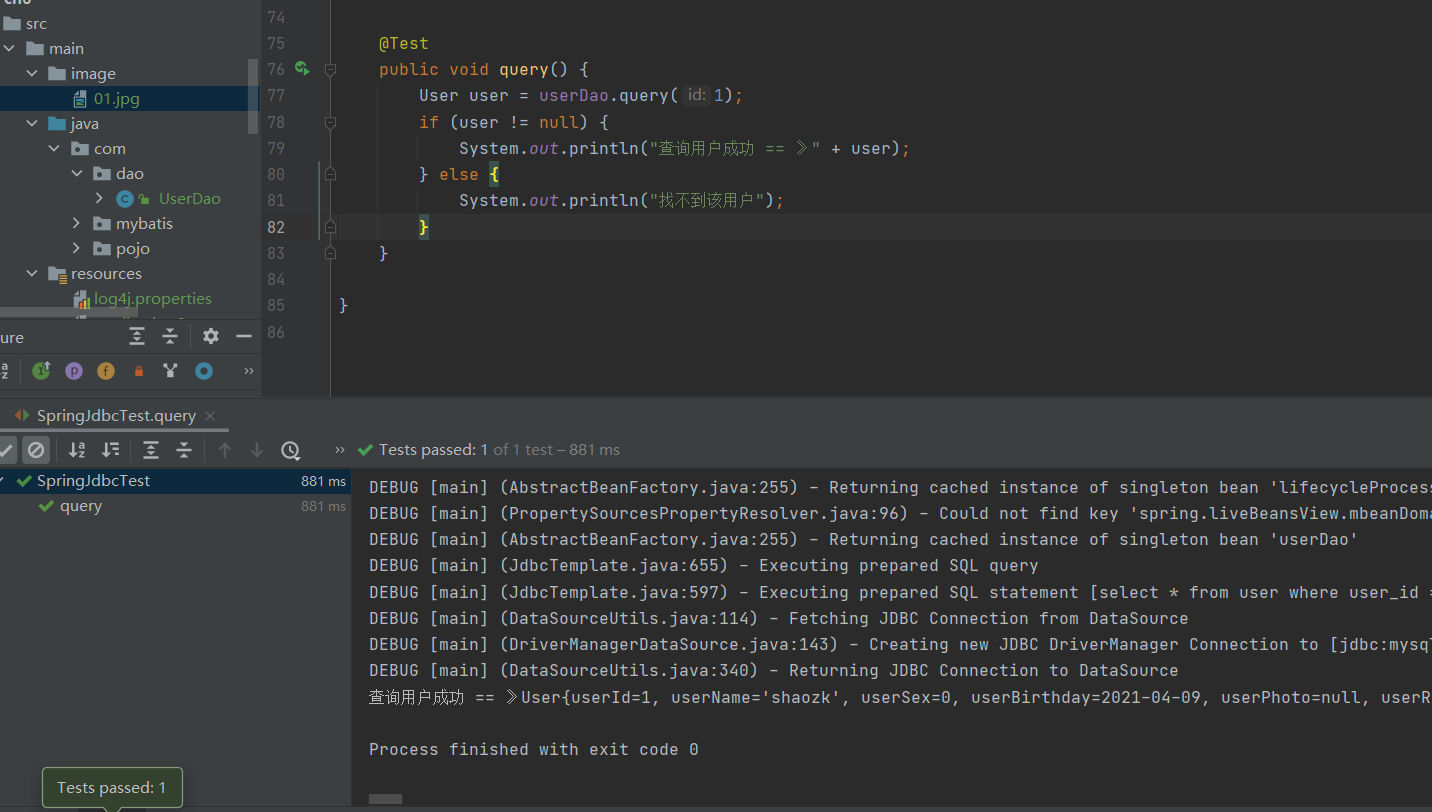 src
main
image
01.jpg
java
com
dao
UserDao
mybatis
pojo
resources
log4j.properties
ure
74
75 @Test
76 public void query() {
77 User user = userDao.query( id: 1);
78 if (user != null) {
79 System.out.println("查询用户成功 == 》" + user);
80 } else {
81 System.out.println("找不到该用户");
82 }
83 }
84
85 }
86
SpringJdbcTest.query
Tests passed: 1 of 1 test – 881 ms
SpringJdbcTest 881 ms
query 881 ms
DEBUG [main] (AbstractBeanFactory.java:255) - Returning cached instance of singleton bean 'lifecycleProces
DEBUG [main] (PropertySourcesPropertyResolver.java:96) - Could not find key 'spring.liveBeansView.mbeanDoma
DEBUG [main] (AbstractBeanFactory.java:255) - Returning cached instance of singleton bean 'userDao'
DEBUG [main] (JdbcTemplate.java:655) - Executing prepared SQL query
DEBUG [main] (JdbcTemplate.java:597) - Executing prepared SQL statement [select * from user where user_id =
DEBUG [main] (DataSourceUtils.java:114) - Fetching JDBC Connection from DataSource
DEBUG [main] (DriverManagerDataSource.java:143) - Creating new JDBC DriverManager Connection to [jdbc:mysql
DEBUG [main] (DataSourceUtils.java:340) - Returning JDBC Connection to DataSource
查询用户成功 == 》User{userId=1, userName='shaozk', userSex=0, userBirthday=2021-04-09, userPhoto=null, userR
Process finished with exit code 0
Tests passed: 1